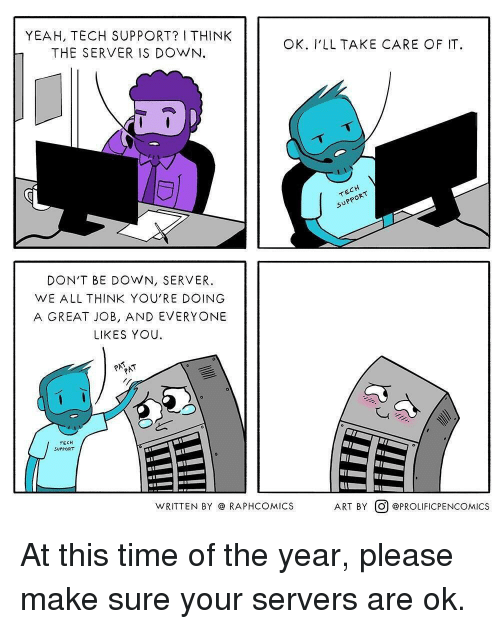 YEAH, TECH SUPPORT? I THINK
THE SERVER IS DOWN.
OK. I'LL TAKE CARE OF IT.
TECH
SUPPORT
DON'T BE DOWN, SERVER.
WE ALL THINK YOU'RE DOING
A GREAT JOB, AND EVERYONE
LIKES YOU.
PAT
PAT
TECH
SUPPORT
WRITTEN BY @ RAPHCOMICS
ART BY @PROLIFICPENCOMICS
At this time of the year, please
make sure your servers are ok.